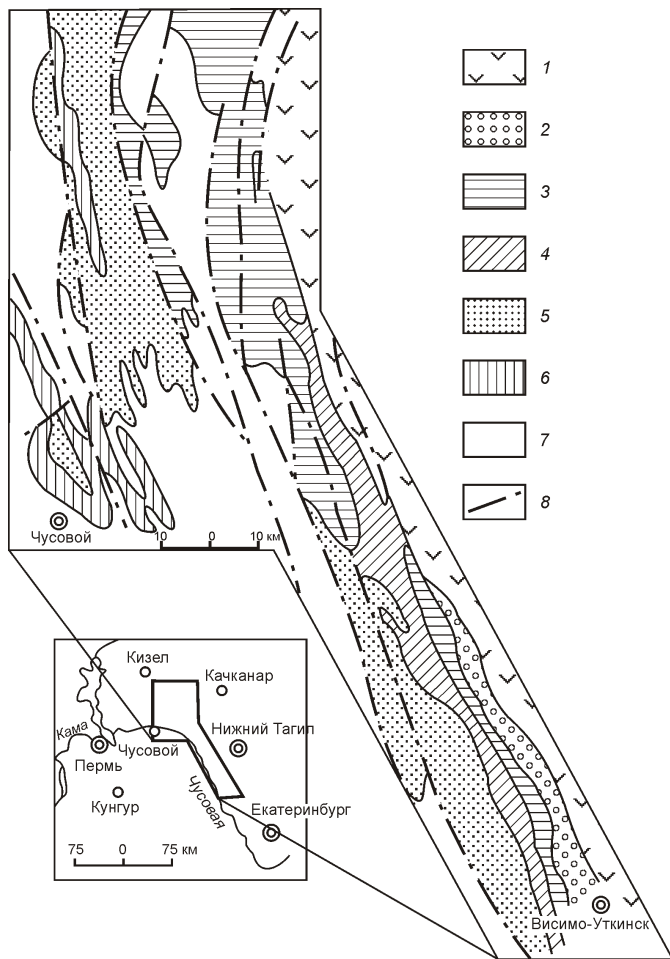 1
2
3
4
5
6
7
8
Чусовой
10 0 10 км
Кизел
Качканар
Кама
Нижний Тагил
Чусовой
Пермь
Чусовая
Кунгур
Екатеринбург
75 0 75 км
Висимо-Уткинск